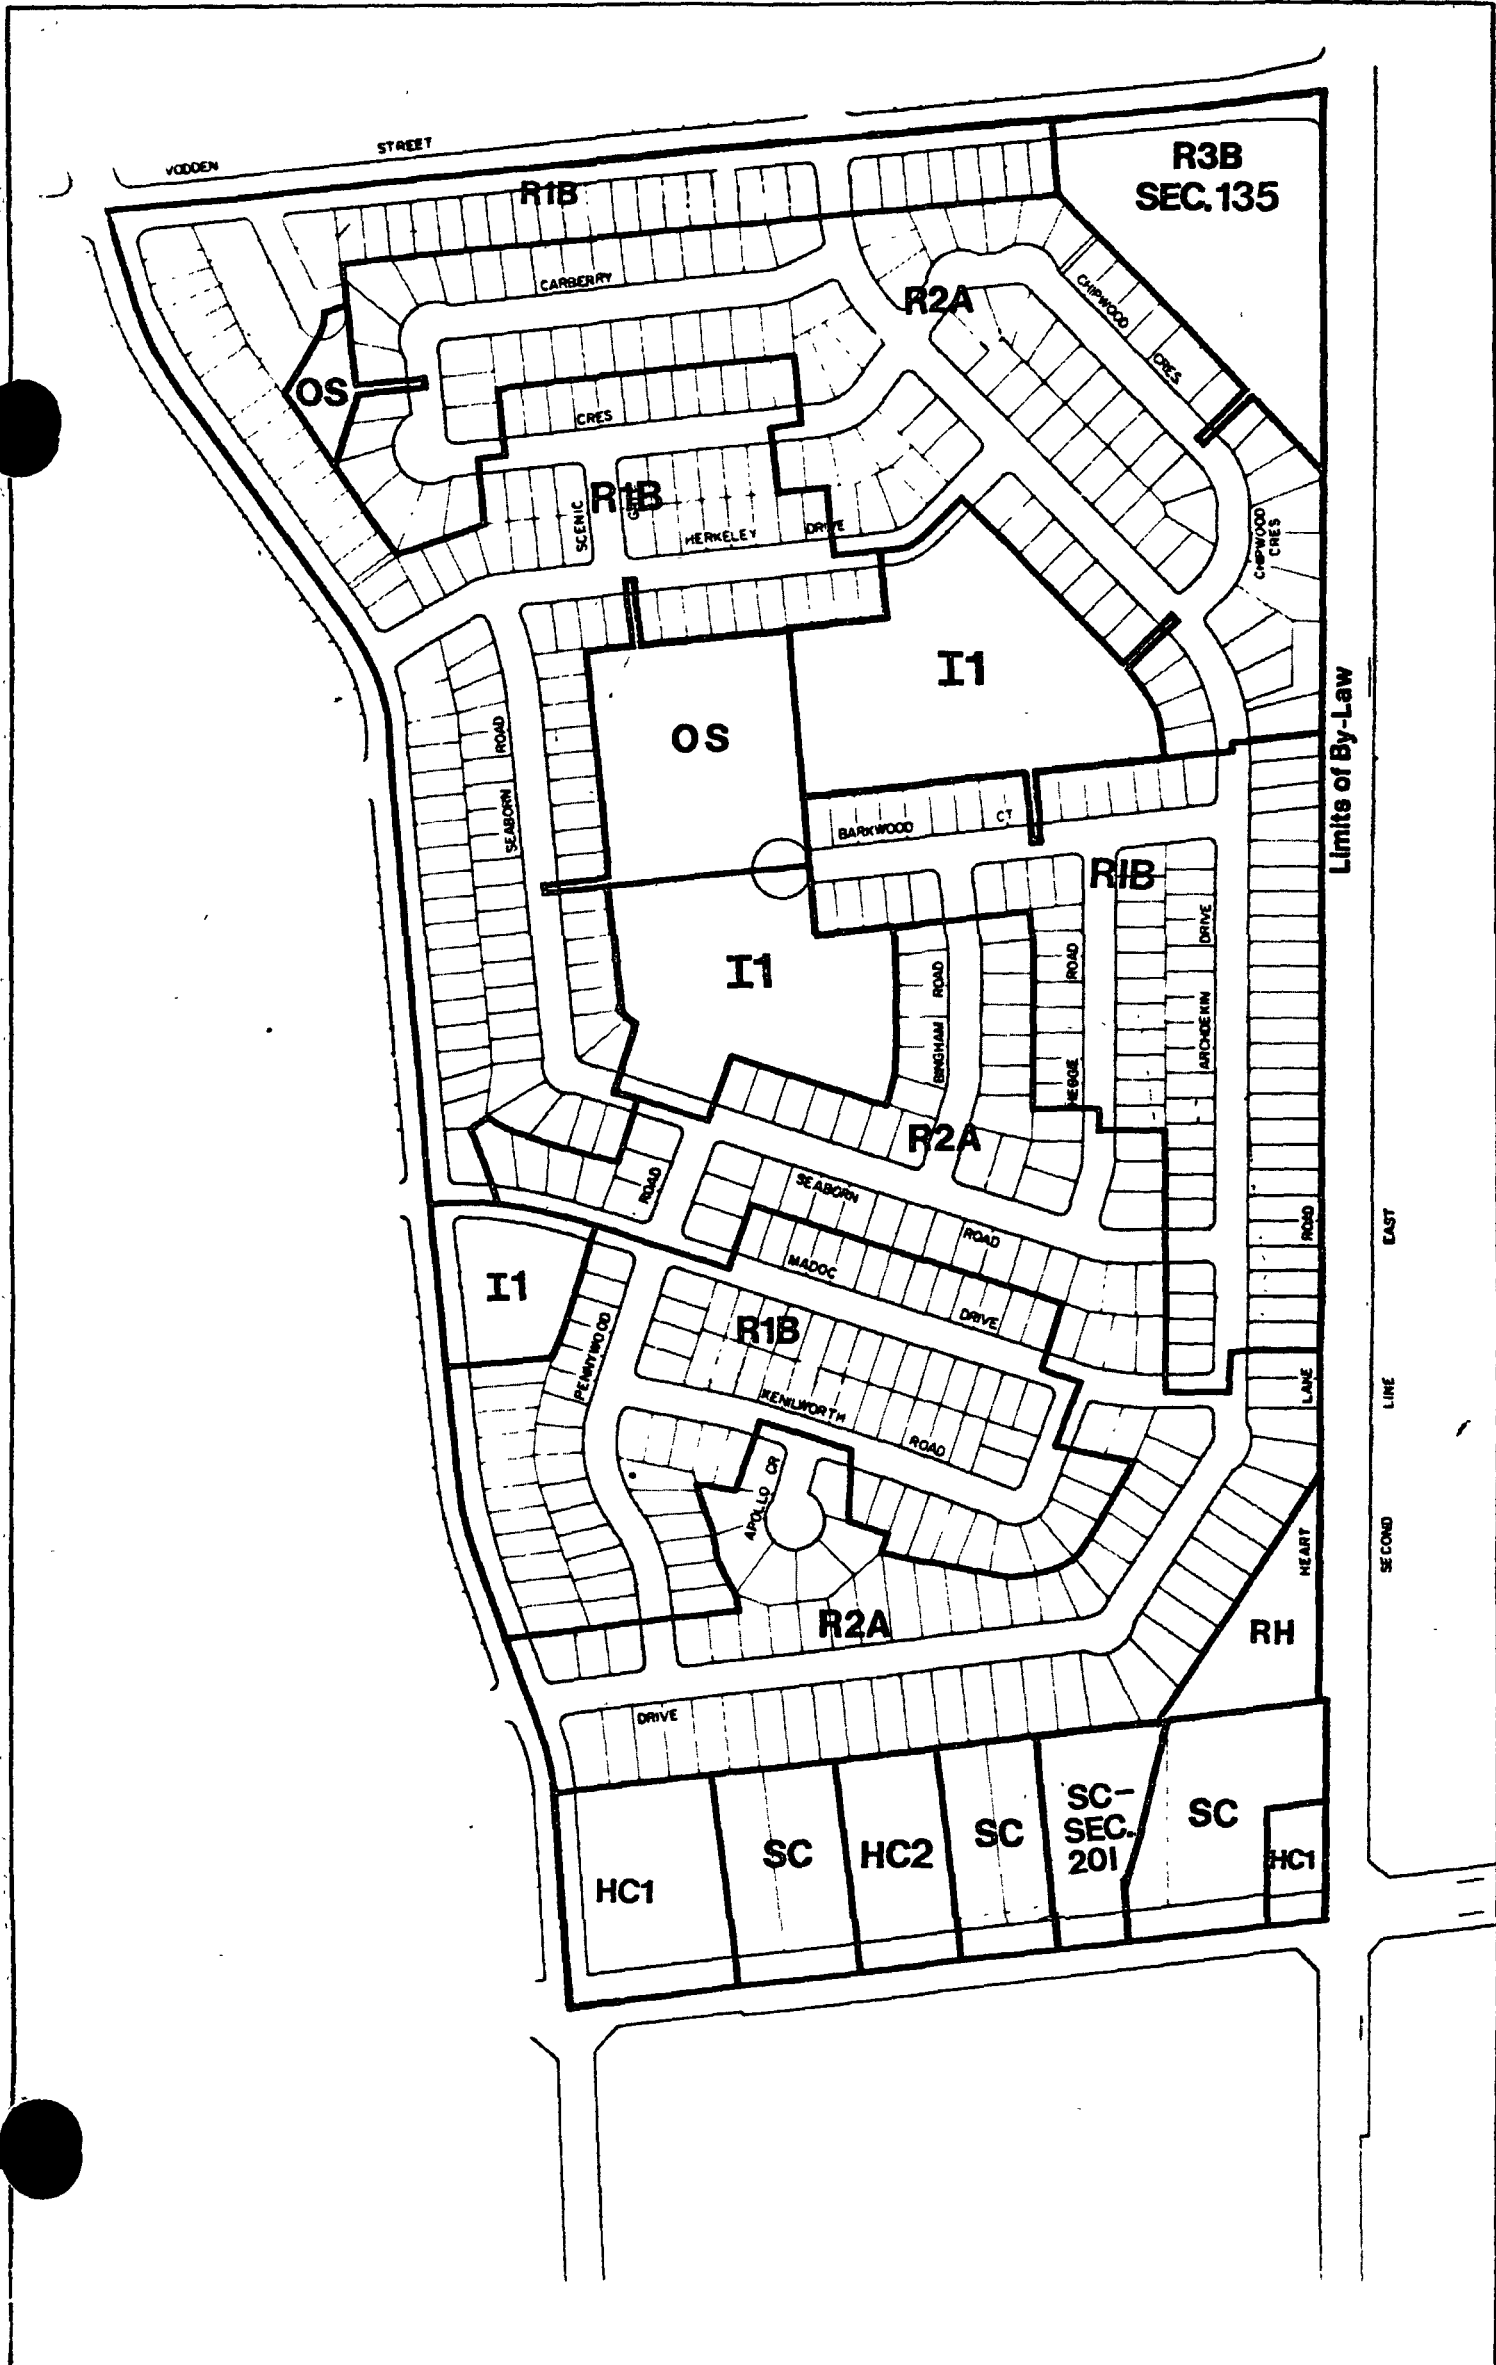 VODDEN STREET
R1B
R3B
SEC. 135
CARBERRY
CRES
R2A
CHIPWOOD
CRES
OS
R1B
SCENIC
HERKELEY DRIVE
CHIPWOOD
CRES
I1
OS
Limits of By-Law
SEABORN ROAD
BARKWOOD CT
R1B
I1
BINGHAM ROAD
HEGGIE ROAD
ARCHDEKIN DRIVE
R2A
ROAD
SEABORN ROAD
I1
MADOC DRIVE
R1B
PENNYWOOD
ROAD
KENILWORTH ROAD
APOLLO CR
LANE
HEART
SECOND LINE EAST
RH
R2A
DRIVE
HC1
SC
HC2
SC
SC-
SEC.
201
SC
HC1